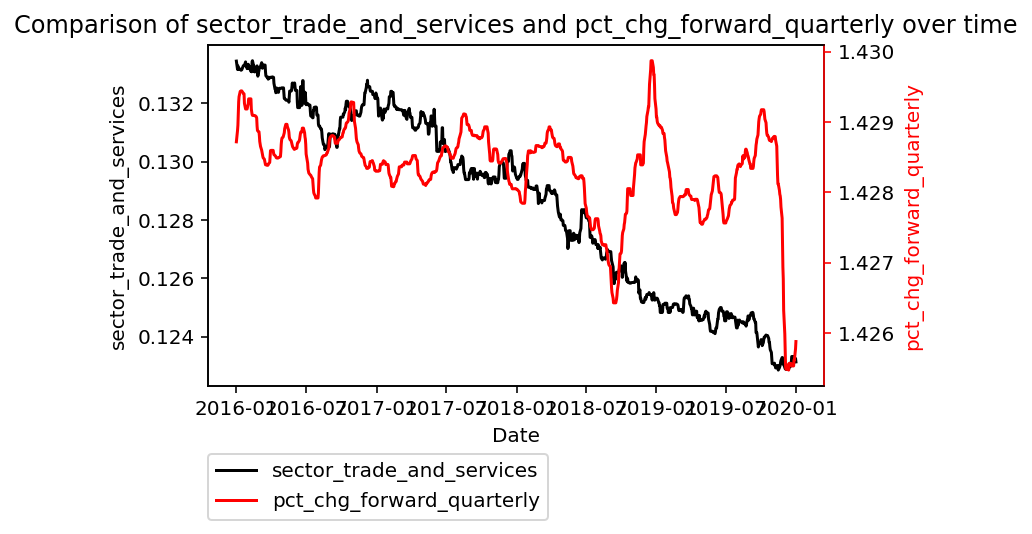 Comparison of sector_trade_and_services and pct_chg_forward_quarterly over time
sector_trade_and_services
0.132
0.130
0.128
0.126
0.124
1.430
1.429
1.428
1.427
1.426
pct_chg_forward_quarterly
2016-01 2016-07 2017-01 2017-07 2018-01 2018-07 2019-01 2019-07 2020-01
Date
sector_trade_and_services
pct_chg_forward_quarterly